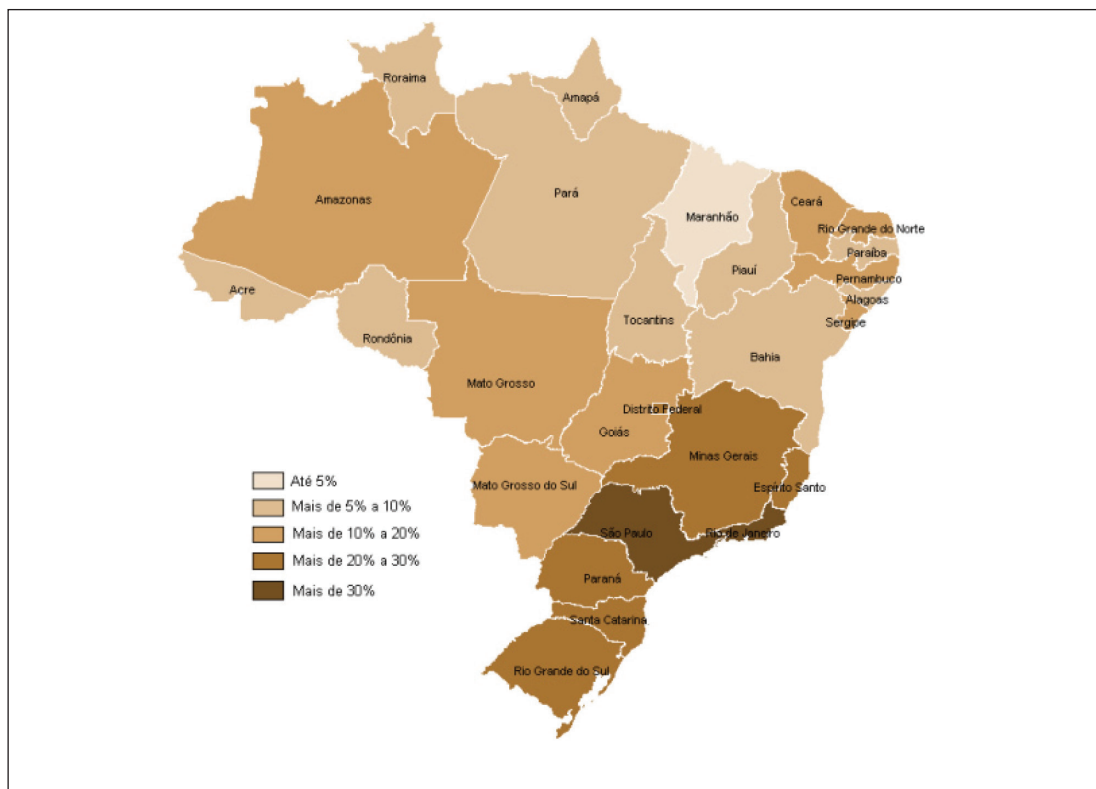 Roraima
Amapá
Amazonas
Pará
Maranhão
Ceará
Rio Grande do Norte
Paraíba
Piauí
Pernambuco
Acre
Alagoas
Tocantins
Sergipe
Rondônia
Bahia
Mato Grosso
Distrito Federal
Goiás
Minas Gerais
Mato Grosso do Sul
Espírito Santo
São Paulo
Rio de Janeiro
Paraná
Santa Catarina
Rio Grande do Sul
Até 5%
Mais de 5% a 10%
Mais de 10% a 20%
Mais de 20% a 30%
Mais de 30%